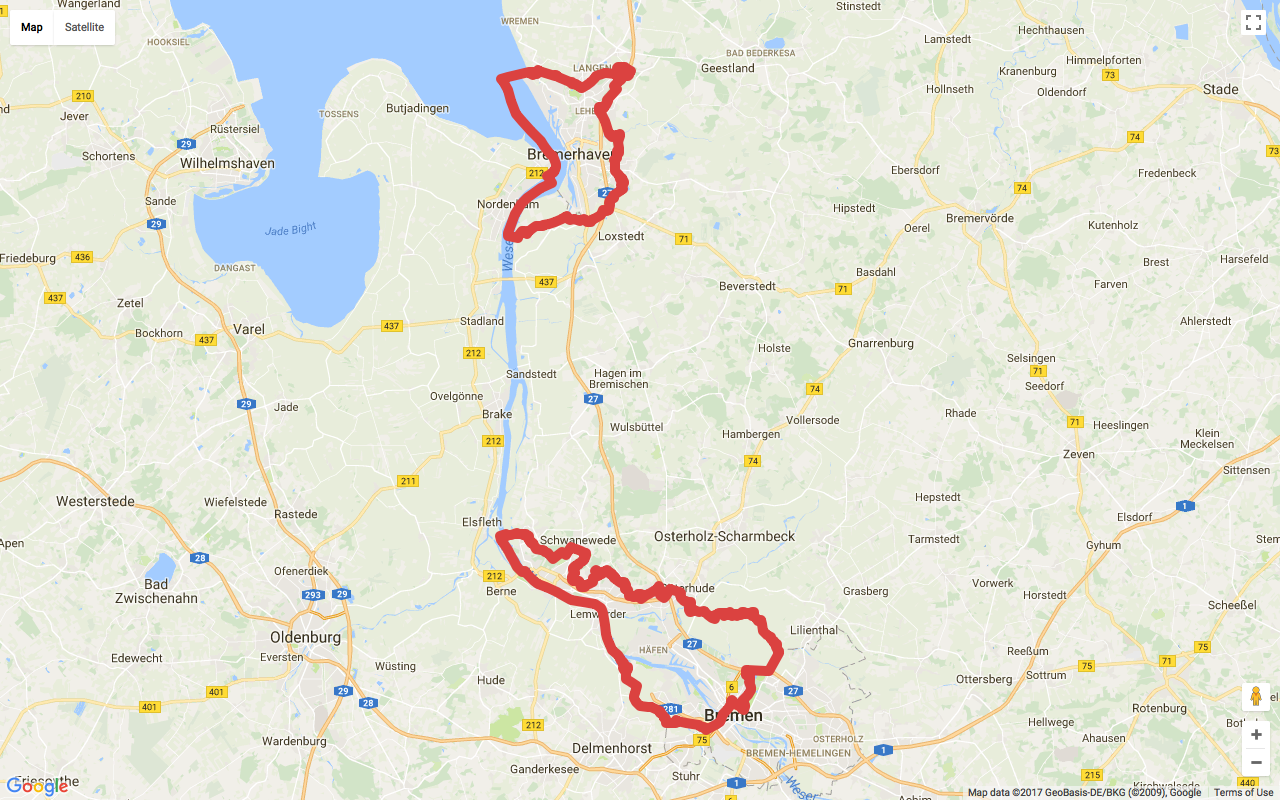 Wangerland
Map
Satellite
HOOKSIEL
WREMEN
Stinstedt
Hechthausen
Lamstedt
BAD BEDERKESA
Himmelpforten
LANGEN
Geestland
Kranenburg
73
Hollnseth
Oldendorf
Stade
210
Jever
Butjadingen
TOSSENS
LEHE
Rüstersiel
29
74
74
73
Schortens
Wilhelmshaven
Bremerhaven
212
Ebersdorf
Fredenbeck
74
Sande
Nordenham
27
Hipstedt
Bremervörde
29
Jade Bight
Oerel
Kutenholz
Friedeburg
436
Loxstedt
71
DANGAST
Weser
Basdahl
Brest
Harsefeld
437
437
Beverstedt
71
Farven
Zetel
437
Stadland
Ahlerstedt
Bockhorn
437
Varel
212
Holste
Gnarrenburg
Selsingen
71
Sandstedt
Hagen im
Bremischen
Seedorf
Ovelgönne
74
29
Jade
27
Brake
Rhade
Vollersode
71
Heeslingen
Wulsbüttel
Hambergen
Klein
Meckelsen
212
74
Zeven
Sittensen
211
Westerstede
Wiefelstede
Rastede
Hepstedt
1
Elsfleth
Elsdorf
Apen
Schwanewede
Osterholz-Scharmbeck
Tarmstedt
Gyhum
28
Ofenerdiek
212
Berne
Bad
Zwischenahn
293
29
Grasberg
Vorwerk
Horstedt
Scheeßel
Lemwerder
Lilienthal
Oldenburg
27
HÄFEN
Edewecht
Eversten
Wüsting
Reeßum
75
71
75
Hude
Ottersberg
Sottrum
401
401
29
28
6
27
281
Bremen
Rotenburg
212
75
Hellwege
Ahausen
Wardenburg
Delmenhorst
OSTERHOLZ
BREMEN-HEMELINGEN
1
Ganderkesee
Stuhr
1
215
Friesoythe
Weser
Achim
Kirchwalsede
440
Google
Map data ©2017 GeoBasis-DE/BKG (©2009), Google
Terms of Use